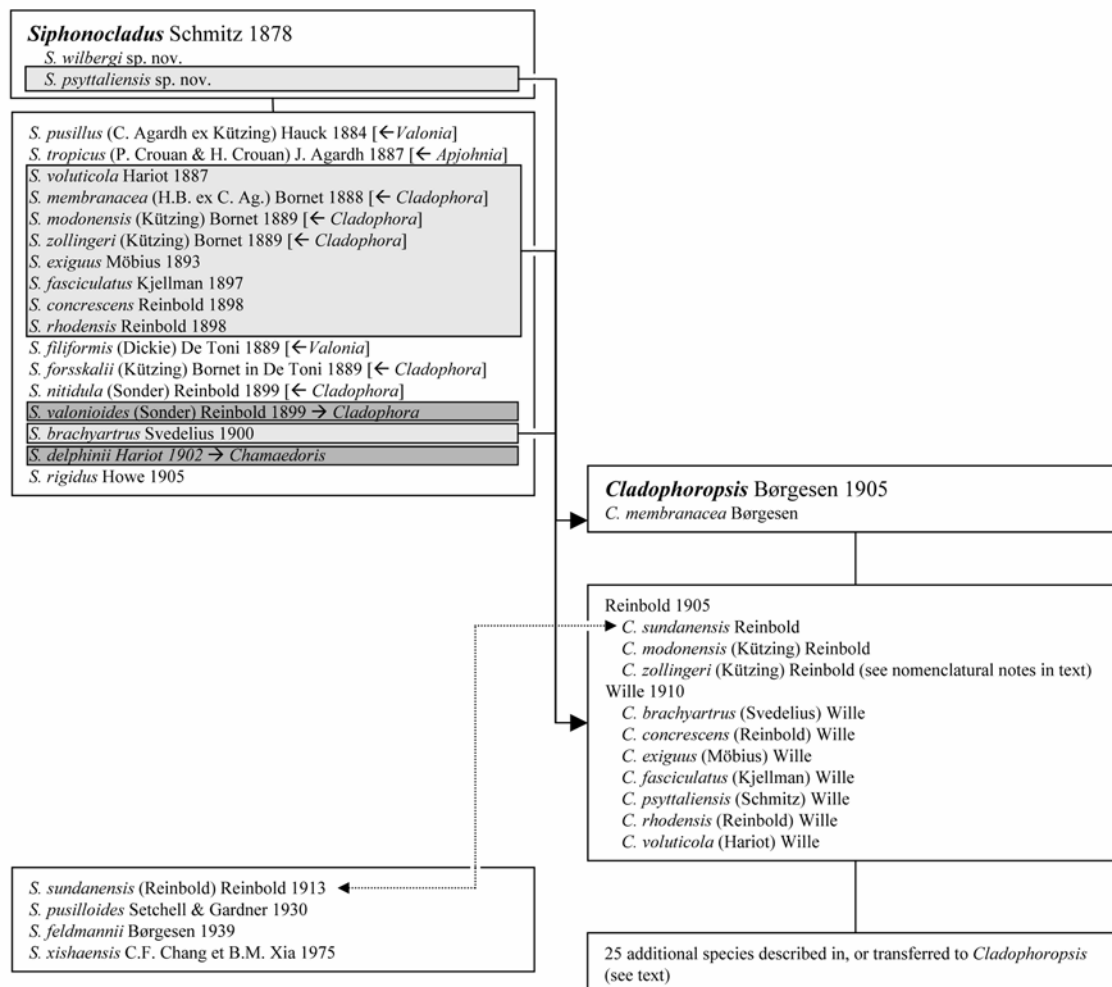 Siphonocladus Schmitz 1878
S. wilbergi sp. nov.
S. psyttaliensis sp. nov.
S. pusillus (C. Agardh ex Kützing) Hauck 1884 [←Valonia]
S. tropicus (P. Crouan & H. Crouan) J. Agardh 1887 [← Apjohnia]
S. voluticola Hariot 1887
S. membranacea (H.B. ex C. Ag.) Bornet 1888 [← Cladophora]
S. modonensis (Kützing) Bornet 1889 [← Cladophora]
S. zollingeri (Kützing) Bornet 1889 [← Cladophora]
S. exiguus Möbius 1893
S. fasciculatus Kjellman 1897
S. concrescens Reinbold 1898
S. rhodensis Reinbold 1898
S. filiformis (Dickie) De Toni 1889 [←Valonia]
S. forsskalii (Kützing) Bornet in De Toni 1889 [← Cladophora]
S. nitidula (Sonder) Reinbold 1899 [← Cladophora]
S. valonioides (Sonder) Reinbold 1899 → Cladophora
S. brachyartrus Svedelius 1900
S. delphinii Hariot 1902 → Chamaedoris
S. rigidus Howe 1905
Cladophoropsis Børgesen 1905
C. membranacea Børgesen
Reinbold 1905
C. sundanensis Reinbold
C. modonensis (Kützing) Reinbold
C. zollingeri (Kützing) Reinbold (see nomenclatural notes in text)
Wille 1910
C. brachyartrus (Svedelius) Wille
C. concrescens (Reinbold) Wille
C. exiguus (Möbius) Wille
C. fasciculatus (Kjellman) Wille
C. psyttaliensis (Schmitz) Wille
C. rhodensis (Reinbold) Wille
C. voluticola (Hariot) Wille
S. sundanensis (Reinbold) Reinbold 1913
S. pusilloides Setchell & Gardner 1930
S. feldmannii Børgesen 1939
S. xishaensis C.F. Chang et B.M. Xia 1975
25 additional species described in, or transferred to Cladophoropsis
(see text)